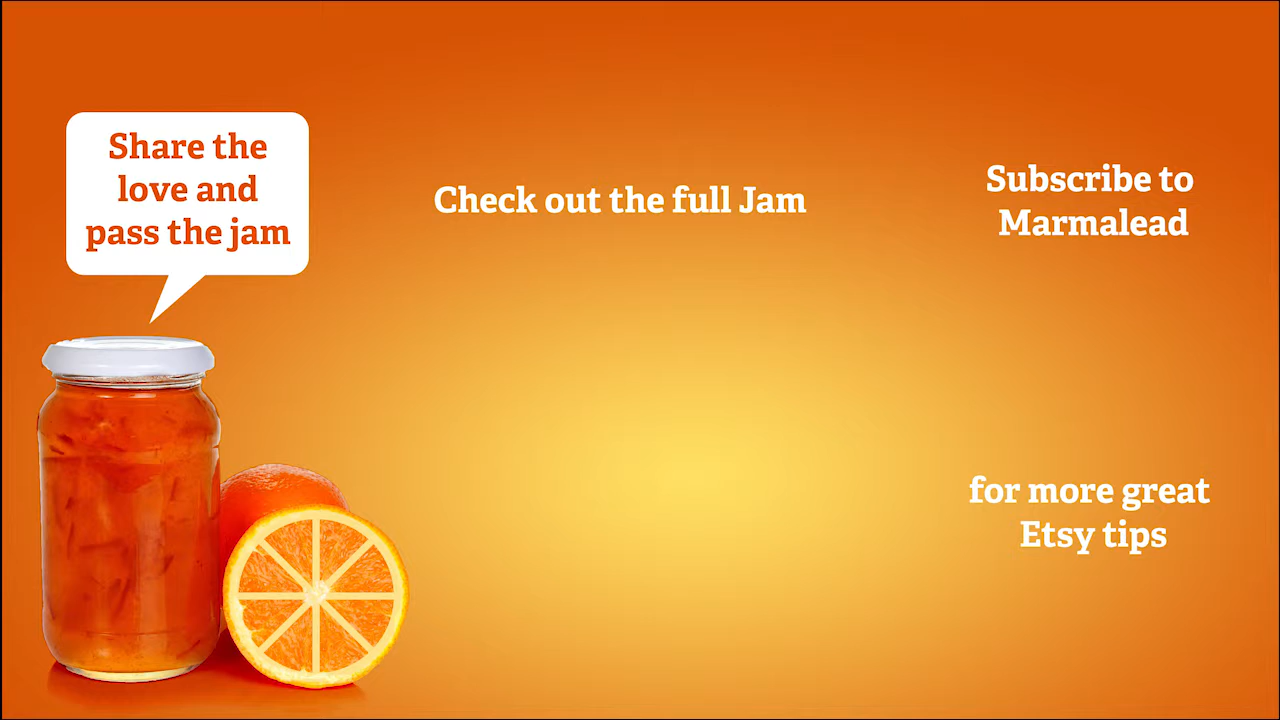 Share the
love and
pass the jam
Check out the full Jam
Subscribe to
Marmalead
for more great
Etsy tips